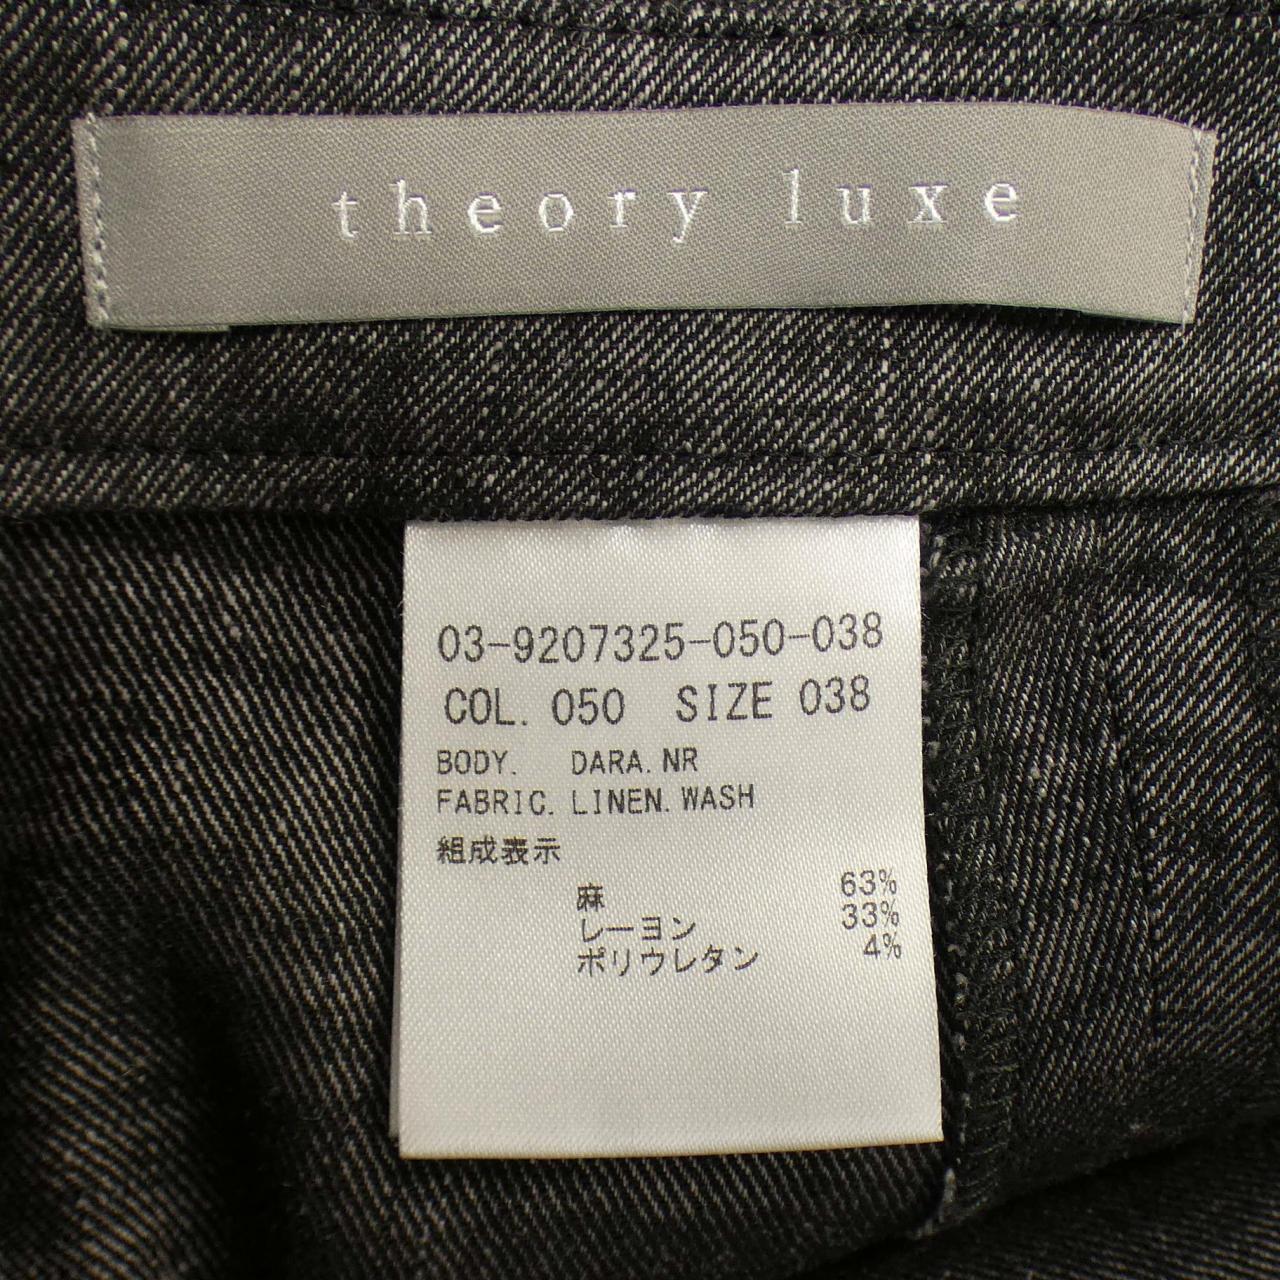 theory luxe
03-9207325-050-038
COL. 050 SIZE 038
BODY. DARA. NR
FABRIC. LINEN. WASH
組成表示
麻 63%
レーヨン 33%
ポリウレタン 4%